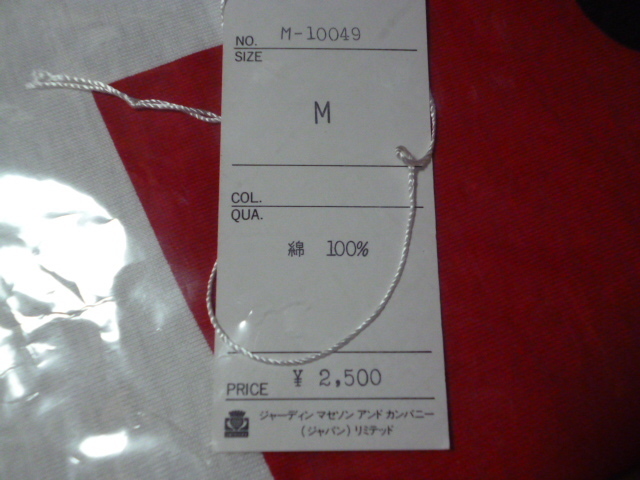 NO. M-10049
SIZE
M
COL.
QUA.
綿 100%
PRICE ¥ 2,500
ジャーディン マセソン アンド カンパニー
(ジャパン) リミテッド